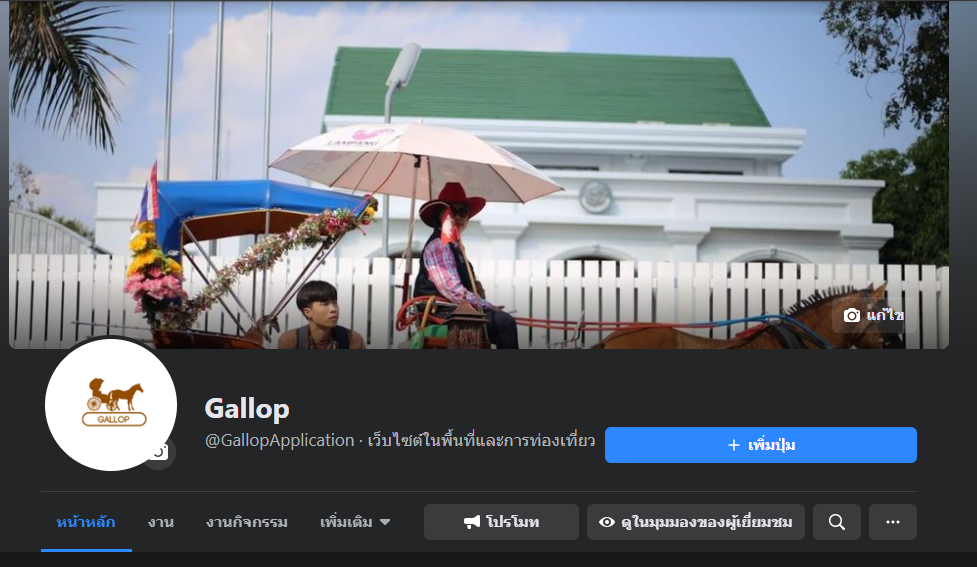 LAMPANG
แก้ไข
GALLOP
Gallop
@GallopApplication · เว็บไซต์ในพื้นที่และการท่องเที่ยว
+ เพิ่มปุ่ม
หน้าหลัก งาน งานกิจกรรม เพิ่มเติม โปรโมท ดูในมุมมองของผู้เยี่ยมชม ...